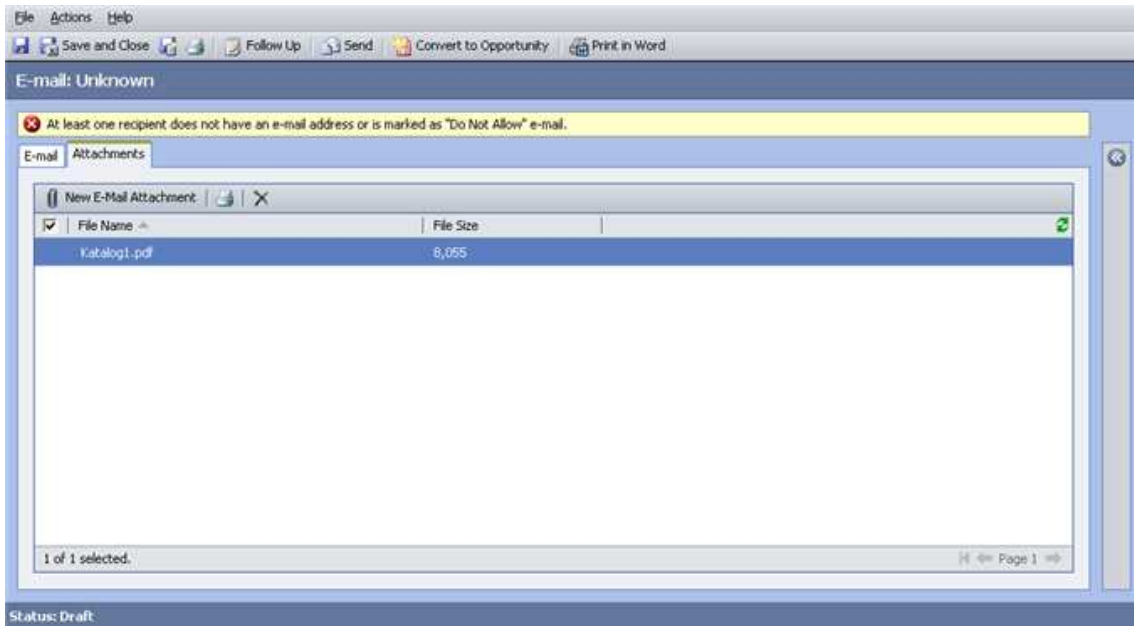 File Actions Help
Save and Close Follow Up Send Convert to Opportunity Print in Word
E-mail: Unknown
At least one recipient does not have an e-mail address or is marked as "Do Not Allow" e-mail.
E-mail Attachments
New E-Mail Attachment
File Name File Size
Katalog1.pdf 8,055
1 of 1 selected. Page 1
Status: Draft